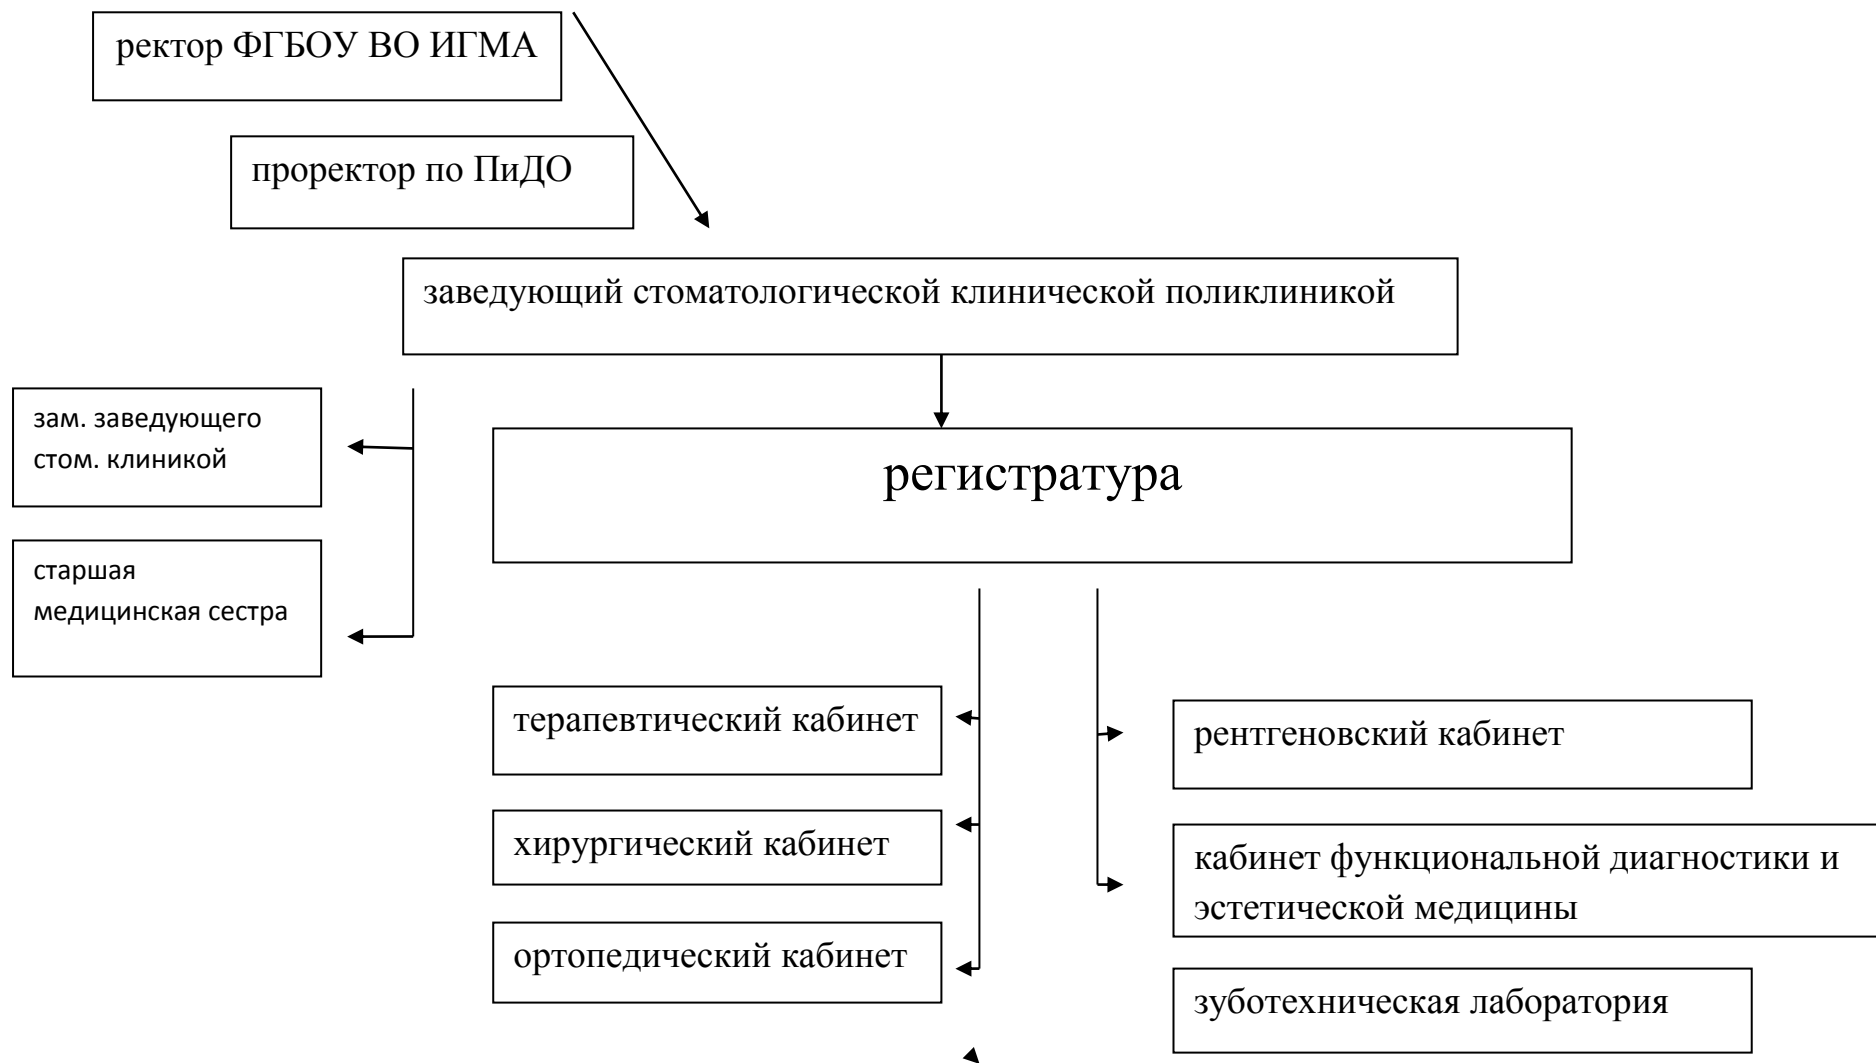 ректор ФГБОУ ВО ИГМА
проректор по ПиДО
заведующий стоматологической клинической поликлиникой
зам. заведующего
стом. клиникой
регистратура
старшая
медицинская сестра
терапевтический кабинет
рентгеновский кабинет
хирургический кабинет
кабинет функциональной диагностики и
эстетической медицины
ортопедический кабинет
зуботехническая лаборатория